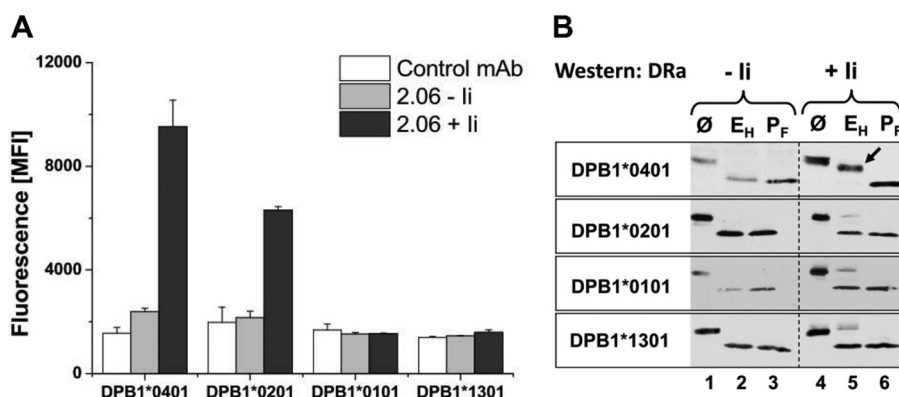 A
Fluorescence [MFI]
12000
9000
8000
4000
0
Control mAb
2.06 - Ii
2.06 + Ii
DPB1*0401 DPB1*0201 DPB1*0101 DPB1*1301
B
Western: DRa - Ii + Ii
Ø EH PF Ø EH PF
DPB1*0401
DPB1*0201
DPB1*0101
DPB1*1301
1 2 3 4 5 6